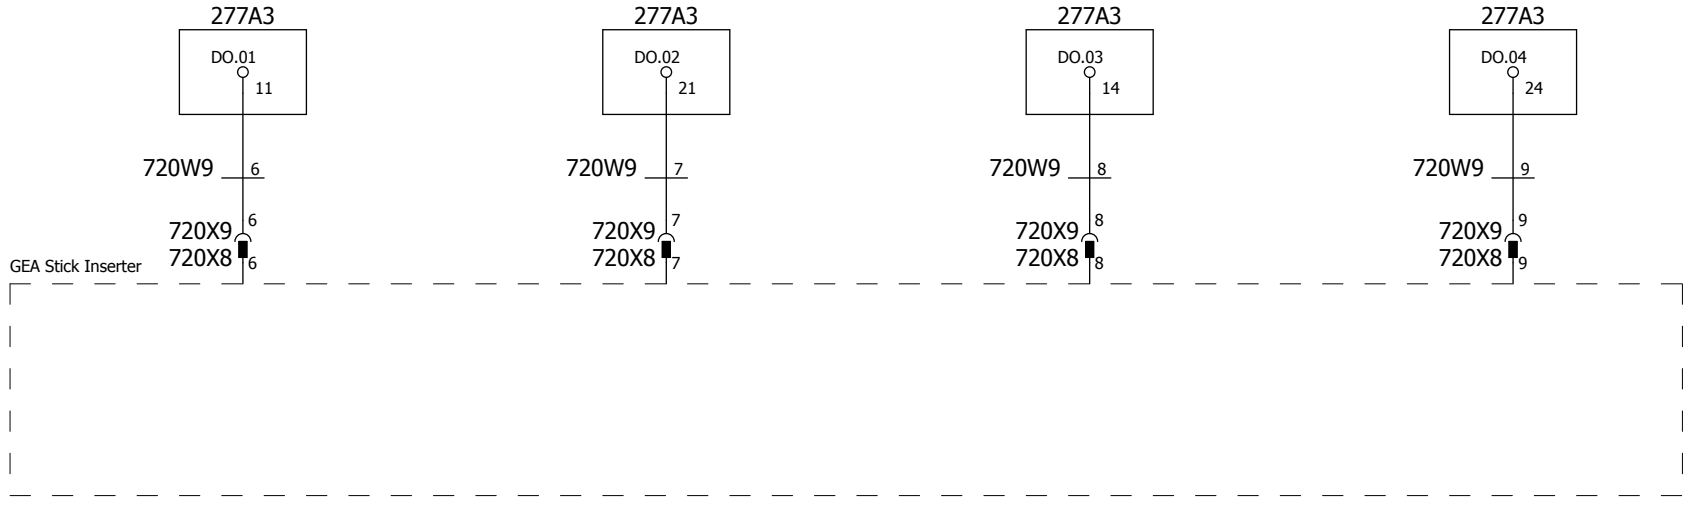 277A3 277A3 277A3 277A3
DO.01 DO.02 DO.03 DO.04
11 21 14 24
720W9 6 720W9 7 720W9 8 720W9 9
6 7 8 9
720X9 720X9 720X9 720X9
720X8 6 720X8 7 720X8 8 720X8 9
GEA Stick Inserter